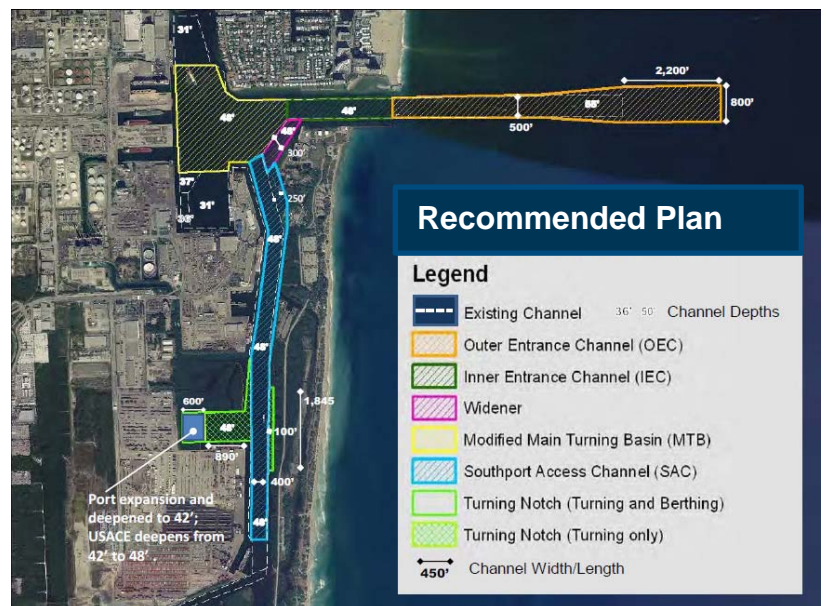 31'
2,200'
48'
48'
58'
800'
500'
48'
300'
37'
31'
36'
250'
48'
Recommended Plan
Legend
Existing Channel
36' 50' Channel Depths
Outer Entrance Channel (OEC)
Inner Entrance Channel (IEC)
Widener
Modified Main Turning Basin (MTB)
Southport Access Channel (SAC)
Turning Notch (Turning and Berthing)
Turning Notch (Turning only)
450' Channel Width/Length
48'
600'
1,845
48'
100'
890'
400'
48'
Port expansion and
deepened to 42';
USACE deepens from
42' to 48'